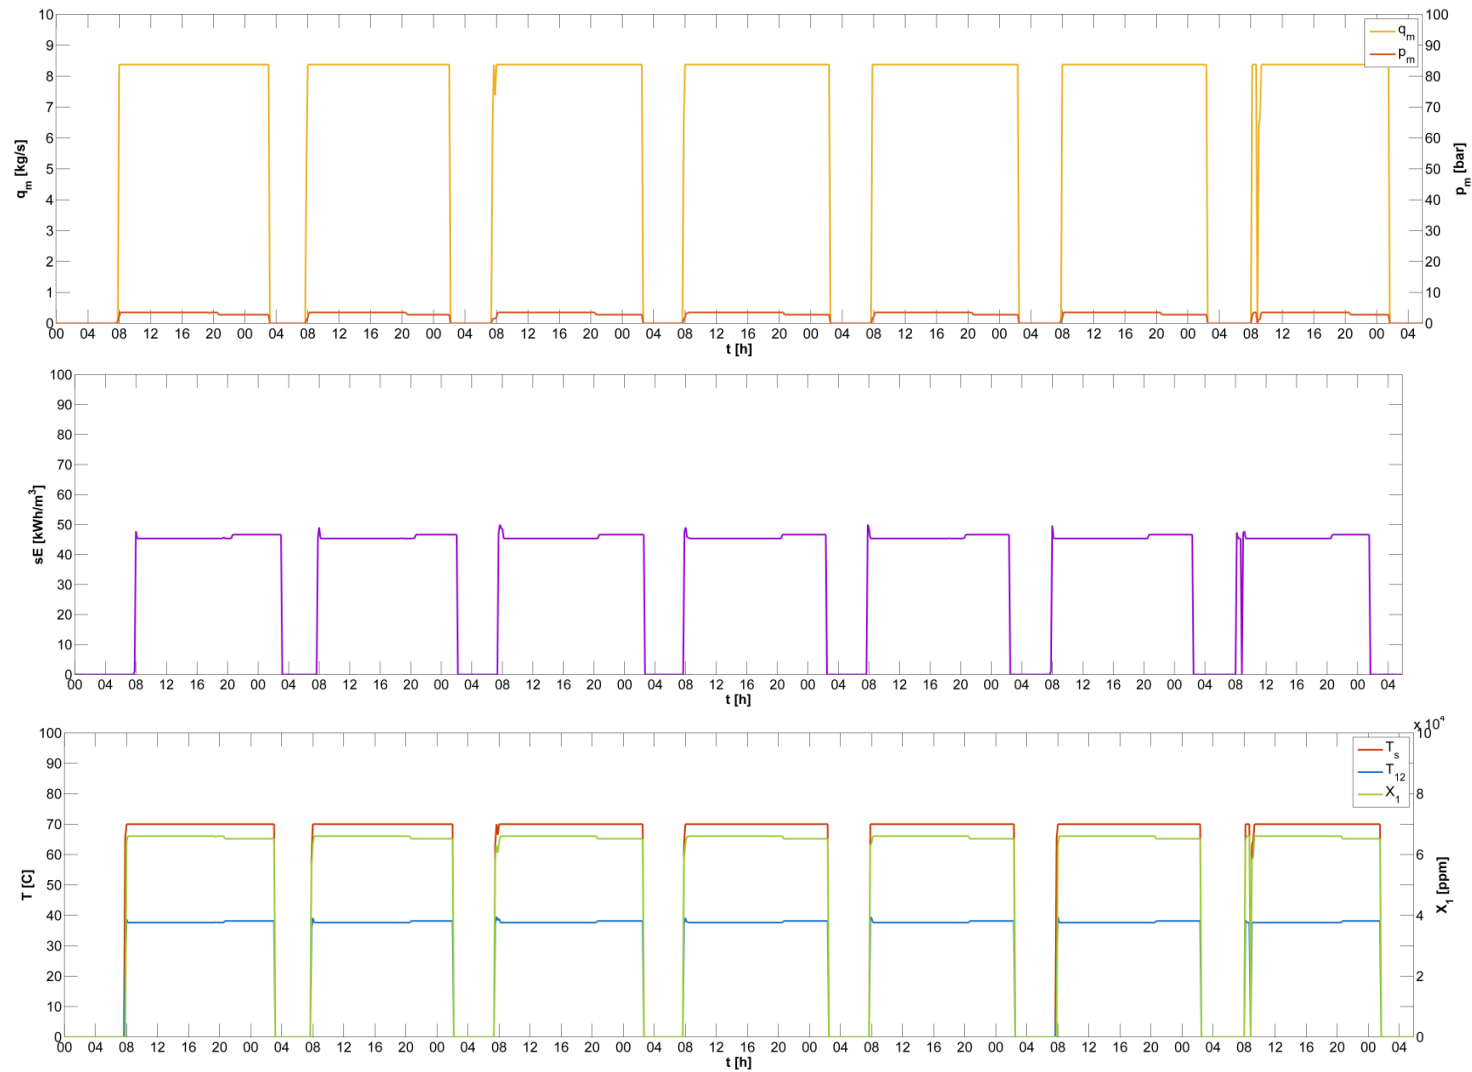 10 100
9 90
8 80
7 70
6 60
5 50
4 40
3 30
2 20
1 10
0 0
q_m [kg/s]
p_m [bar]
q_m
p_m
00 04 08 12 16 20 00 04 08 12 16 20 00 04 08 12 16 20 00 04 08 12 16 20 00 04 08 12 16 20 00 04 08 12 16 20 00 04 08 12 16 20 00 04
t [h]
100
90
80
70
60
50
40
30
20
10
0
sE [kWh/m³]
00 04 08 12 16 20 00 04 08 12 16 20 00 04 08 12 16 20 00 04 08 12 16 20 00 04 08 12 16 20 00 04 08 12 16 20 00 04 08 12 16 20 00 04
t [h]
x 10⁴
100 10
90
80 8
70
60 6
50
40 4
30
20 2
10
0 0
T [C]
X_1 [ppm]
T_s
T_12
X_1
00 04 08 12 16 20 00 04 08 12 16 20 00 04 08 12 16 20 00 04 08 12 16 20 00 04 08 12 16 20 00 04 08 12 16 20 00 04 08 12 16 20 00 04
t [h]